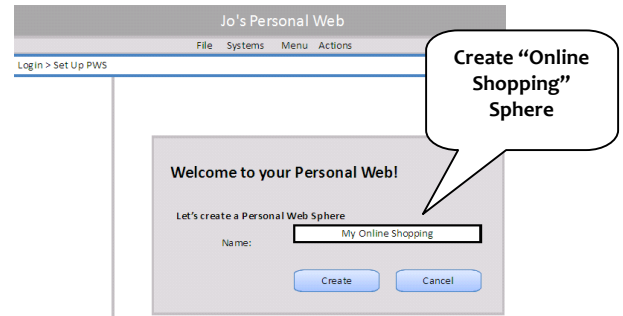 Jo's Personal Web
File Systems Menu Actions
Login > Set Up PWS
Create “Online
Shopping”
Sphere
Welcome to your Personal Web!
Let's create a Personal Web Sphere
Name: My Online Shopping
Create Cancel